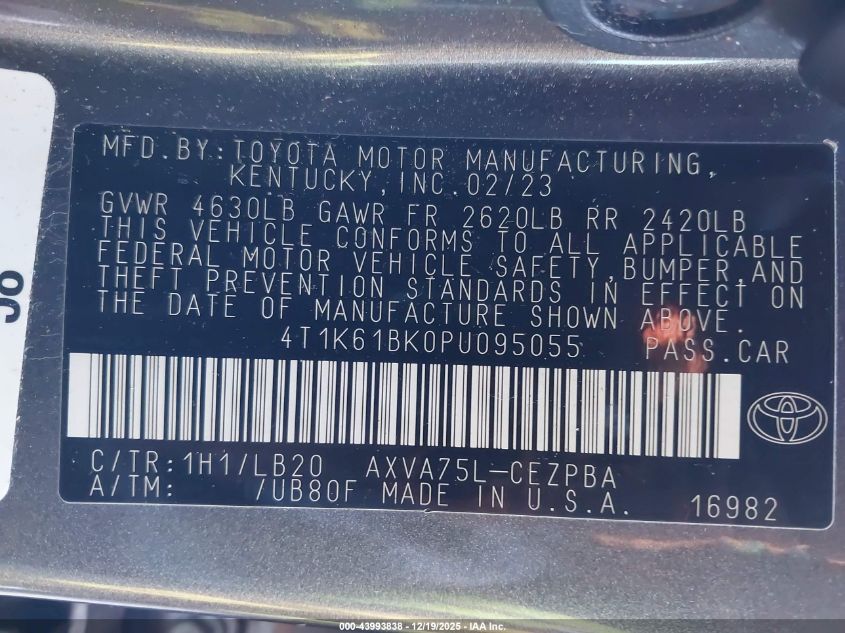 MFD.BY:TOYOTA MOTOR MANUFACTURING,
KENTUCKY,INC.02/23
GVWR 4630LB GAWR FR 2620LB RR 2420LB
THIS VEHICLE CONFORMS TO ALL APPLICABLE
FEDERAL MOTOR VEHICLE SAFETY,BUMPER,AND
THEFT PREVENTION STANDARDS IN EFFECT ON
THE DATE OF MANUFACTURE SHOWN ABOVE.
4T1K61BK0PU095055 PASS.CAR
C/TR:1H1/LB20 AXVA75L-CEZPBA
A/TM: /UB80F MADE IN U.S.A. 16982
000-43993838 - 12/19/2025 - IAA Inc.